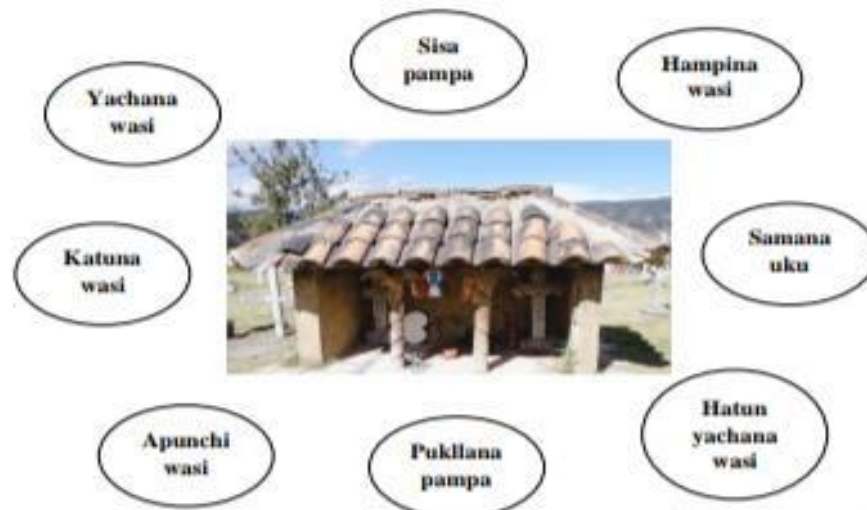 Sisa
pampa
Hampina
wasi
Yachana
wasi
Samana
uku
Katuna
wasi
Hatun
yachana
wasi
Apunchi
wasi
Pukllana
pampa